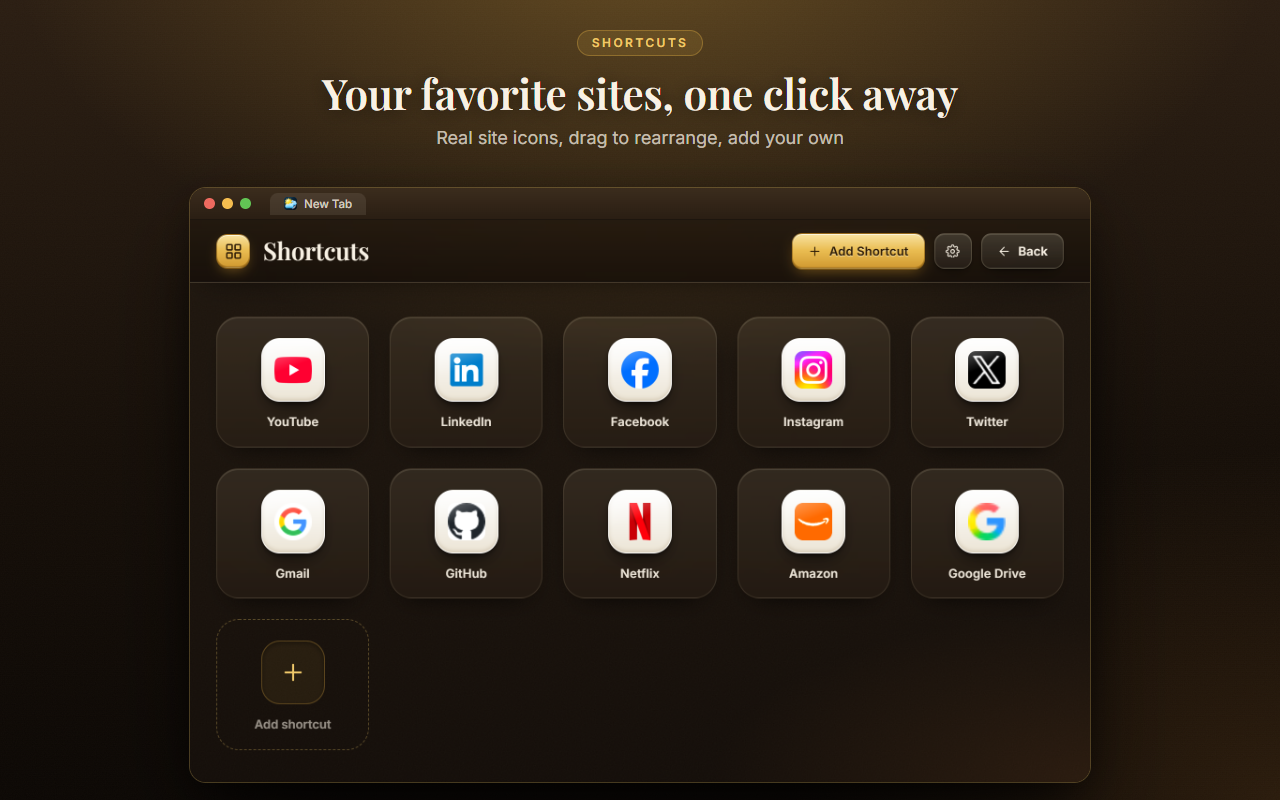 SHORTCUTS
Your favorite sites, one click away
Real site icons, drag to rearrange, add your own
New Tab
Shortcuts
+ Add Shortcut
← Back
YouTube
LinkedIn
Facebook
Instagram
Twitter
Gmail
GitHub
Netflix
Amazon
Google Drive
+
Add shortcut